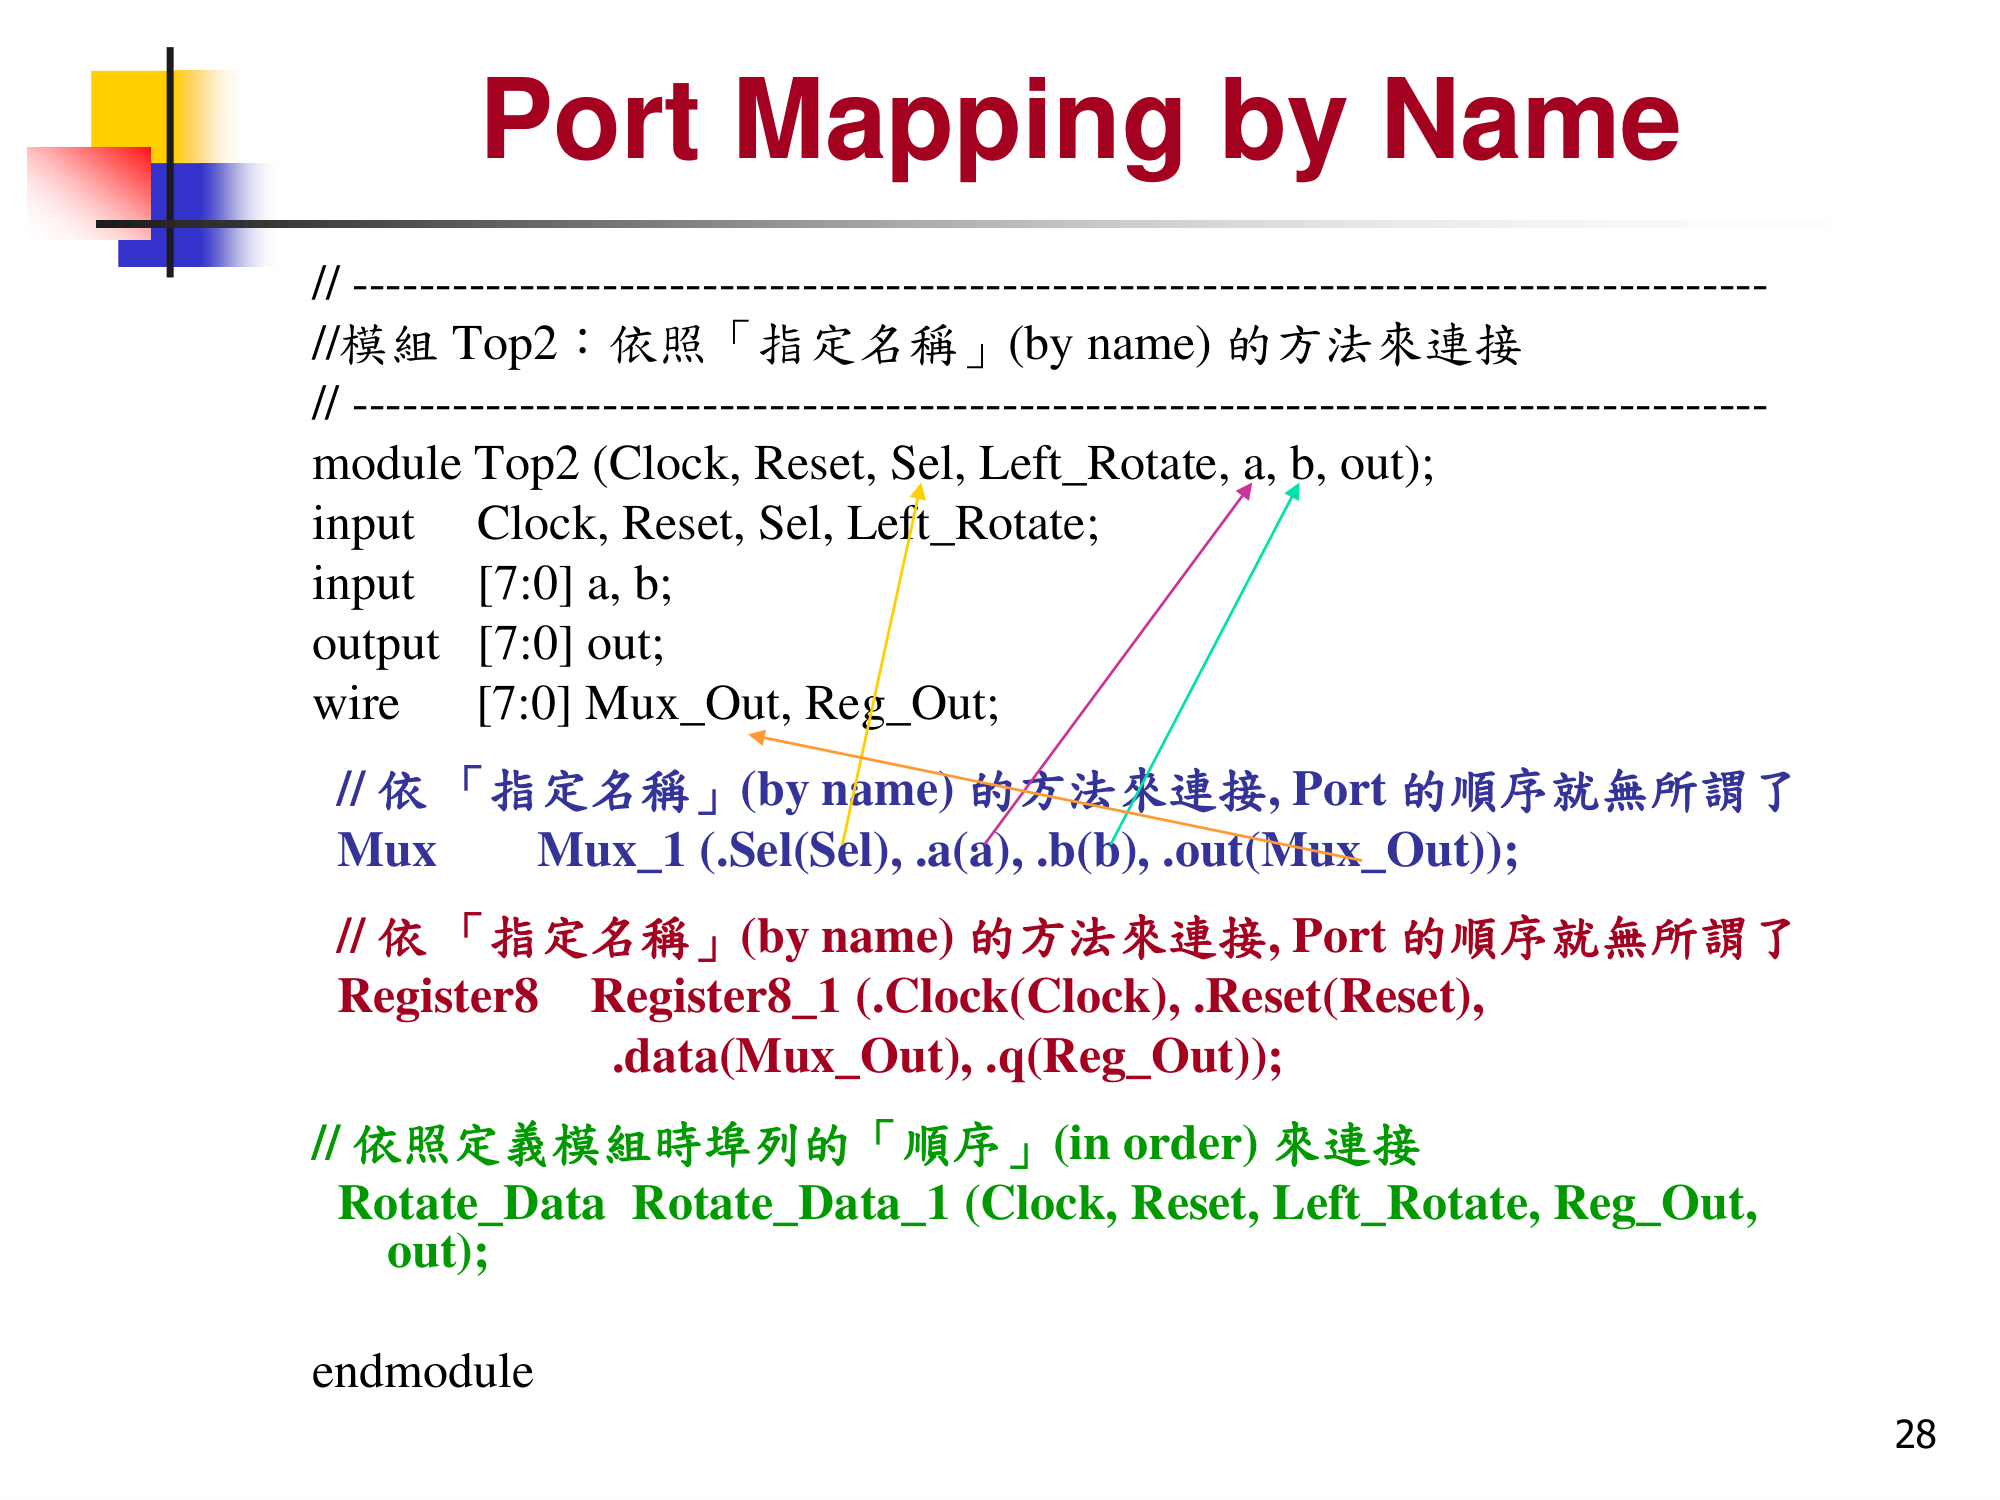 Port Mapping by Name
// -------------------------------------------------------------------------------------
//模組 Top2：依照「指定名稱」(by name) 的方法來連接
// -------------------------------------------------------------------------------------
module Top2 (Clock, Reset, Sel, Left_Rotate, a, b, out);
input Clock, Reset, Sel, Left_Rotate;
input [7:0] a, b;
output [7:0] out;
wire [7:0] Mux_Out, Reg_Out;
// 依 「指定名稱」(by name) 的方法來連接, Port 的順序就無所謂了
Mux Mux_1 (.Sel(Sel), .a(a), .b(b), .out(Mux_Out));
// 依 「指定名稱」(by name) 的方法來連接, Port 的順序就無所謂了
Register8 Register8_1 (.Clock(Clock), .Reset(Reset),
.data(Mux_Out), .q(Reg_Out));
// 依照定義模組時埠列的「順序」(in order) 來連接
Rotate_Data Rotate_Data_1 (Clock, Reset, Left_Rotate, Reg_Out,
out);
endmodule
28